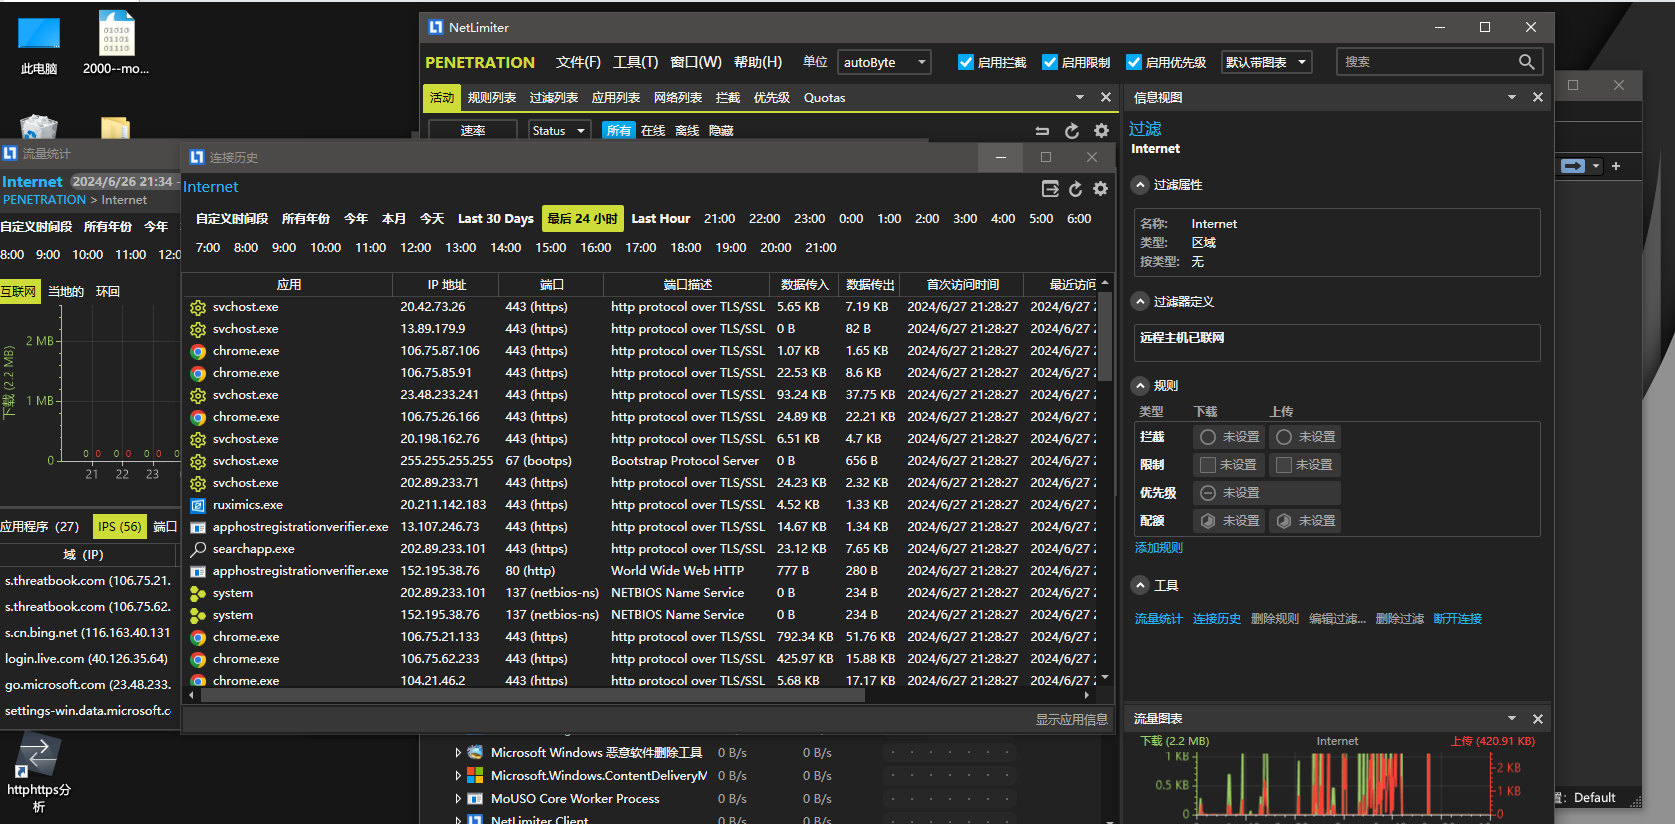 此电脑
2000--mo...
httphttps分
析
NetLimiter
PENETRATION 文件(F) 工具(T) 窗口(W) 帮助(H) 单位 autoByte 启用拦截 启用限制 启用优先级 默认带图表 搜索
活动 规则列表 过滤列表 应用列表 网络列表 拦截 优先级 Quotas
速率 Status 所有 在线 离线 隐藏
流量统计
Internet 2024/6/26 21:34 -
PENETRATION > Internet
自定义时间段 所有年份 今年
8:00 9:00 10:00 11:00 12:0
互联网 当地的 环回
下载 (2.2 MB)
2 MB
1 MB
0
0 0 0 0 0 0 0
21 22 23
应用程序 (27) IPS (56) 端口
域 (IP)
s.threatbook.com (106.75.21.
s.threatbook.com (106.75.62.
s.cn.bing.net (116.163.40.131
login.live.com (40.126.35.64)
go.microsoft.com (23.48.233.
settings-win.data.microsoft.c
连接历史
Internet
自定义时间段 所有年份 今年 本月 今天 Last 30 Days 最后 24 小时 Last Hour 21:00 22:00 23:00 0:00 1:00 2:00 3:00 4:00 5:00 6:00
7:00 8:00 9:00 10:00 11:00 12:00 13:00 14:00 15:00 16:00 17:00 18:00 19:00 20:00 21:00
应用 IP 地址 端口 端口描述 数据传入 数据传出 首次访问时间 最近访问
svchost.exe 20.42.73.26 443 (https) http protocol over TLS/SSL 5.65 KB 7.19 KB 2024/6/27 21:28:27 2024/6/27 2
svchost.exe 13.89.179.9 443 (https) http protocol over TLS/SSL 0 B 82 B 2024/6/27 21:28:27 2024/6/27 2
chrome.exe 106.75.87.106 443 (https) http protocol over TLS/SSL 1.07 KB 1.65 KB 2024/6/27 21:28:27 2024/6/27 2
chrome.exe 106.75.85.91 443 (https) http protocol over TLS/SSL 22.53 KB 8.6 KB 2024/6/27 21:28:27 2024/6/27 2
svchost.exe 23.48.233.241 443 (https) http protocol over TLS/SSL 93.24 KB 37.75 KB 2024/6/27 21:28:27 2024/6/27 2
chrome.exe 106.75.26.166 443 (https) http protocol over TLS/SSL 24.89 KB 22.21 KB 2024/6/27 21:28:27 2024/6/27 2
svchost.exe 20.198.162.76 443 (https) http protocol over TLS/SSL 6.51 KB 4.7 KB 2024/6/27 21:28:27 2024/6/27 2
svchost.exe 255.255.255.255 67 (bootps) Bootstrap Protocol Server 0 B 656 B 2024/6/27 21:28:27 2024/6/27 2
svchost.exe 202.89.233.71 443 (https) http protocol over TLS/SSL 24.23 KB 2.32 KB 2024/6/27 21:28:27 2024/6/27 2
ruximics.exe 20.211.142.183 443 (https) http protocol over TLS/SSL 4.52 KB 1.33 KB 2024/6/27 21:28:27 2024/6/27 2
apphostregistrationverifier.exe 13.107.246.73 443 (https) http protocol over TLS/SSL 14.67 KB 1.34 KB 2024/6/27 21:28:27 2024/6/27 2
searchapp.exe 202.89.233.101 443 (https) http protocol over TLS/SSL 23.12 KB 7.65 KB 2024/6/27 21:28:27 2024/6/27 2
apphostregistrationverifier.exe 152.195.38.76 80 (http) World Wide Web HTTP 777 B 280 B 2024/6/27 21:28:27 2024/6/27 2
system 202.89.233.101 137 (netbios-ns) NETBIOS Name Service 0 B 234 B 2024/6/27 21:28:27 2024/6/27 2
system 152.195.38.76 137 (netbios-ns) NETBIOS Name Service 0 B 234 B 2024/6/27 21:28:27 2024/6/27 2
chrome.exe 106.75.21.133 443 (https) http protocol over TLS/SSL 792.34 KB 51.76 KB 2024/6/27 21:28:27 2024/6/27 2
chrome.exe 106.75.62.233 443 (https) http protocol over TLS/SSL 425.97 KB 15.88 KB 2024/6/27 21:28:27 2024/6/27 2
chrome.exe 104.21.46.2 443 (https) http protocol over TLS/SSL 5.68 KB 17.17 KB 2024/6/27 21:28:27 2024/6/27 2
显示应用信息
Microsoft Windows 恶意软件删除工具 0 B/s 0 B/s
Microsoft.Windows.ContentDeliveryM 0 B/s 0 B/s
MoUSO Core Worker Process 0 B/s 0 B/s
NetLimiter Client 0 B/s 0 B/s
信息视图
过滤
Internet
过滤属性
名称: Internet
类型: 区域
按类型: 无
过滤器定义
远程主机已联网
规则
类型 下载 上传
拦截 未设置 未设置
限制 未设置 未设置
优先级 未设置
配额 未设置 未设置
添加规则
工具
流量统计 连接历史 删除规则 编辑过滤... 删除过滤 断开连接
流量图表
下载 (2.2 MB) Internet 上传 (420.91 KB)
1 KB
0.5 KB
0
2 KB
1 KB
0
置: Default